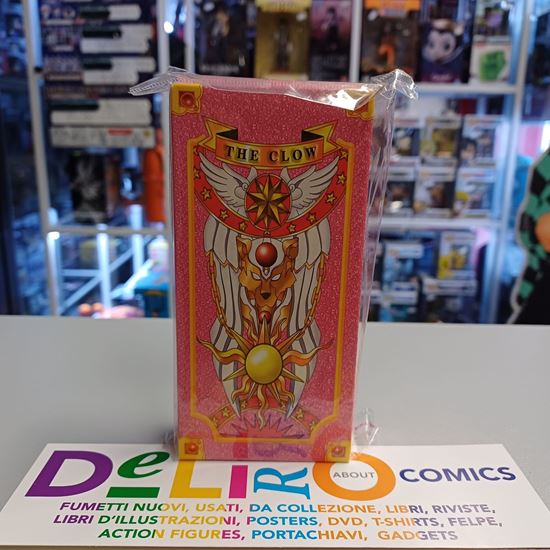 THE CLOW
DeLiRO ABOUT COMICS
FUMETTI NUOVI, USATI, DA COLLEZIONE, LIBRI, RIVISTE,
LIBRI D'ILLUSTRAZIONI, POSTERS, DVD, T-SHIRTS, FELPE,
ACTION FIGURES, PORTACHIAVI, GADGETS